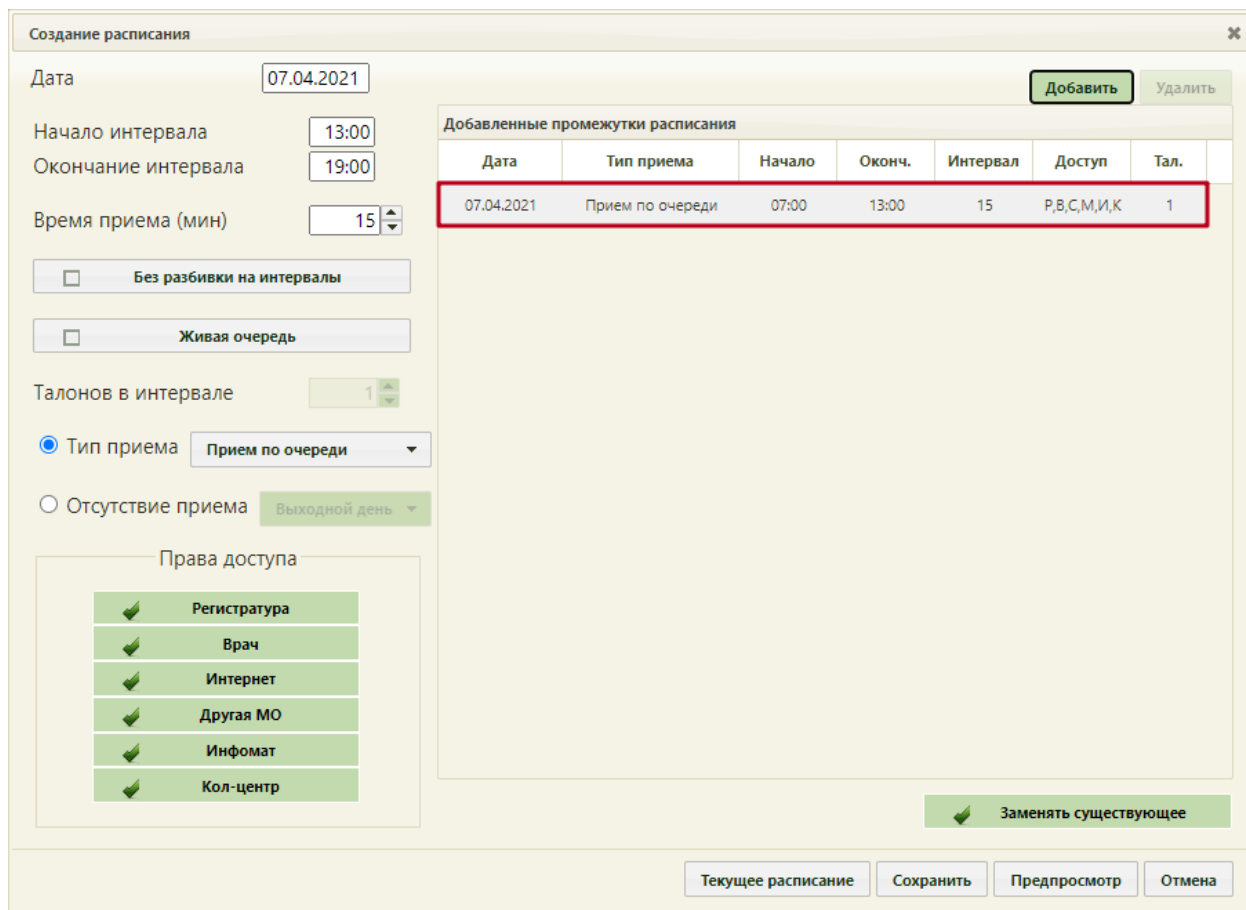 Создание расписания
Дата 07.04.2021
Добавить Удалить
Начало интервала 13:00
Окончание интервала 19:00
Время приема (мин) 15
Без разбивки на интервалы
Живая очередь
Талонов в интервале 1
Тип приема Прием по очереди
Отсутствие приема Выходной день
Права доступа
Регистратура
Врач
Интернет
Другая МО
Инфомат
Кол-центр
Добавленные промежутки расписания
Дата Тип приема Начало Оконч. Интервал Доступ Тал.
07.04.2021 Прием по очереди 07:00 13:00 15 Р,В,С,М,И,К 1
Заменять существующее
Текущее расписание Сохранить Предпросмотр Отмена